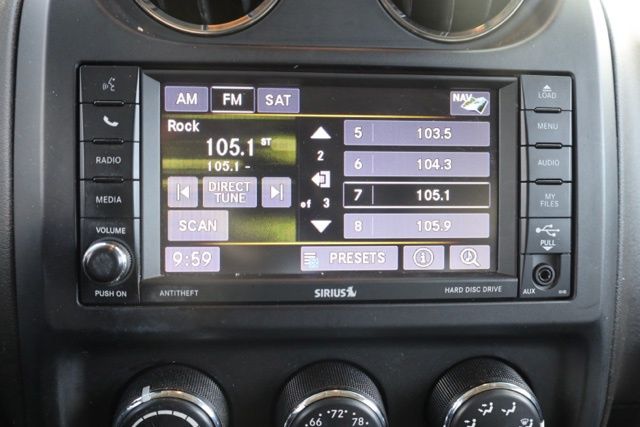 LOAD
AM FM SAT NAV
MENU
Rock
5 103.5
105.1 ST
105.1 -
2
6 104.3
RADIO
AUDIO
DIRECT TUNE
of 3
7 105.1
MEDIA
MY FILES
SCAN
8 105.9
VOLUME
PULL
9:59
PRESETS
PUSH ON
ANTITHEFT
SIRIUS
HARD DISC DRIVE
AUX
66 72 78